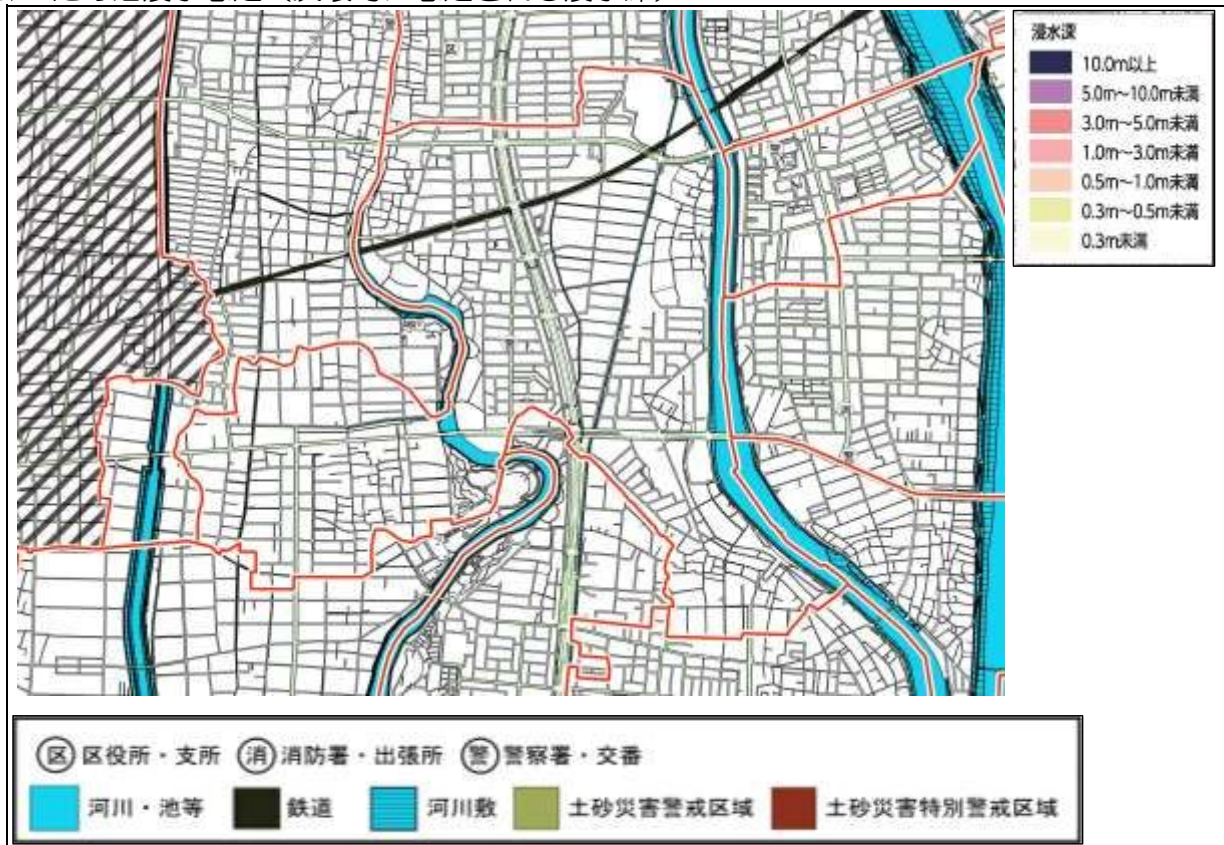 浸水深
10.0m以上
5.0m～10.0m未満
3.0m～5.0m未満
1.0m～3.0m未満
0.5m～1.0m未満
0.3m～0.5m未満
0.3m未満
区 区役所・支所 消 消防署・出張所 警 警察署・交番
河川・池等 鉄道 河川敷 土砂災害警戒区域 土砂災害特別警戒区域